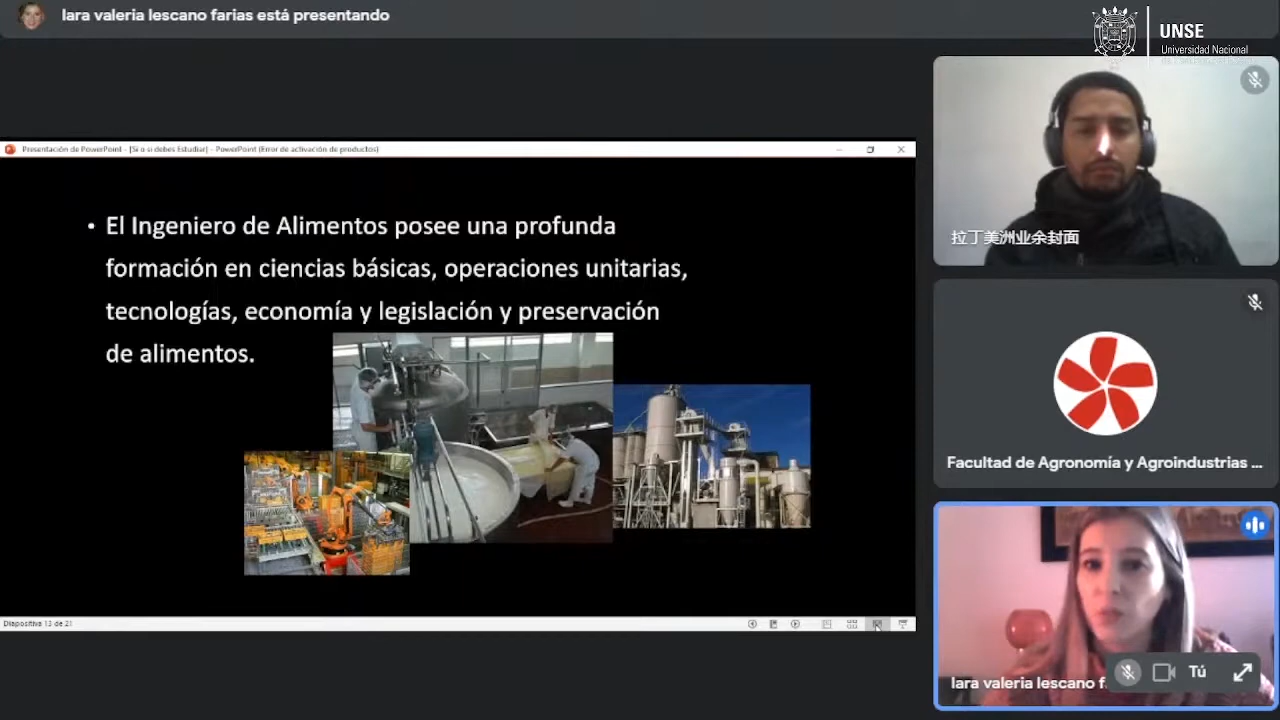 lara valeria lescano farias está presentando
UNSE
Universidad Nacional
Presentación de PowerPoint - [Si o si debes Estudiar] - PowerPoint (Error de activación de productos)
• El Ingeniero de Alimentos posee una profunda
formación en ciencias básicas, operaciones unitarias,
tecnologías, economía y legislación y preservación
de alimentos.
Diapositiva 13 de 21
拉丁美洲业余封面
Facultad de Agronomía y Agroindustrias ...
lara valeria lescano f
Tú